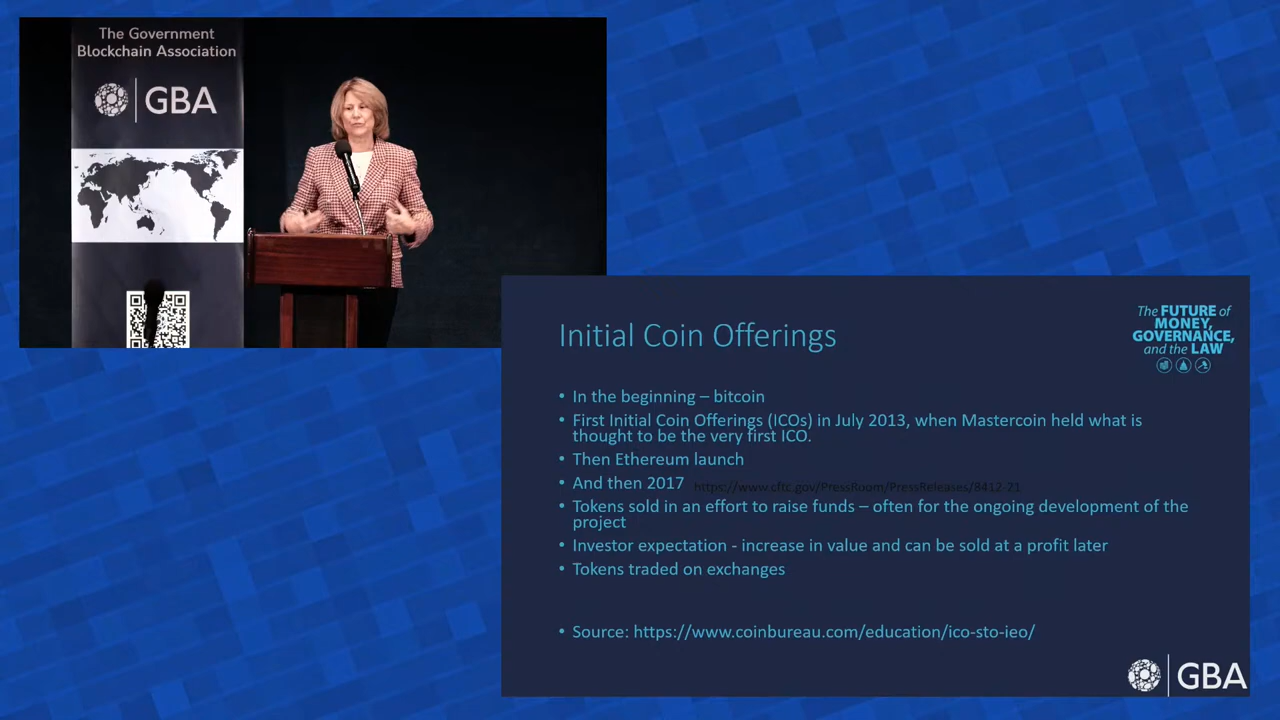 The Government
Blockchain Association
GBA
Initial Coin Offerings
The FUTURE of
MONEY,
GOVERNANCE,
and the LAW
• In the beginning – bitcoin
• First Initial Coin Offerings (ICOs) in July 2013, when Mastercoin held what is
thought to be the very first ICO.
• Then Ethereum launch
• And then 2017 https://www.cftc.gov/PressRoom/PressReleases/8412-21
• Tokens sold in an effort to raise funds – often for the ongoing development of the
project
• Investor expectation - increase in value and can be sold at a profit later
• Tokens traded on exchanges
• Source: https://www.coinbureau.com/education/ico-sto-ieo/
GBA